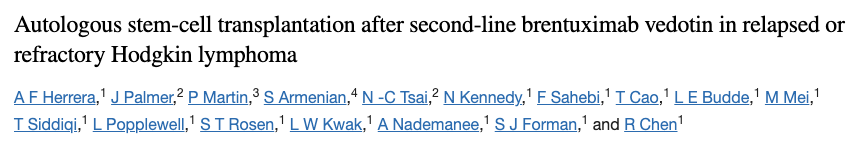 Autologous stem-cell transplantation after second-line brentuximab vedotin in relapsed or
refractory Hodgkin lymphoma
A F Herrera,1 J Palmer,2 P Martin,3 S Armenian,4 N -C Tsai,2 N Kennedy,1 F Sahebi,1 T Cao,1 L E Budde,1 M Mei,1
T Siddiqi,1 L Popplewell,1 S T Rosen,1 L W Kwak,1 A Nademanee,1 S J Forman,1 and R Chen1